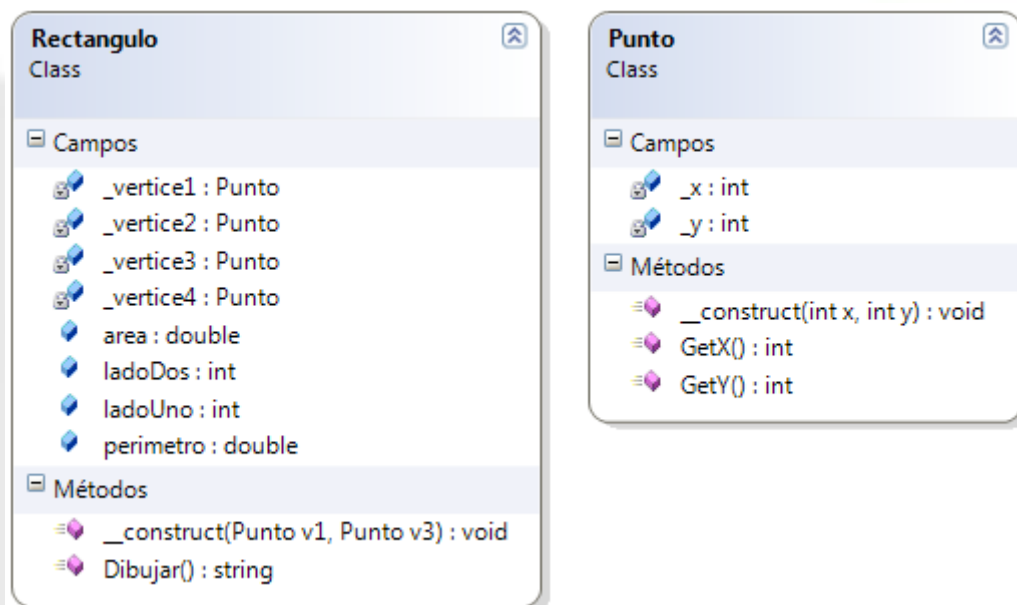 Rectangulo
Class
Campos
_vertice1 : Punto
_vertice2 : Punto
_vertice3 : Punto
_vertice4 : Punto
area : double
ladoDos : int
ladoUno : int
perimetro : double
Métodos
__construct(Punto v1, Punto v3) : void
Dibujar() : string
Punto
Class
Campos
_x : int
_y : int
Métodos
__construct(int x, int y) : void
GetX() : int
GetY() : int